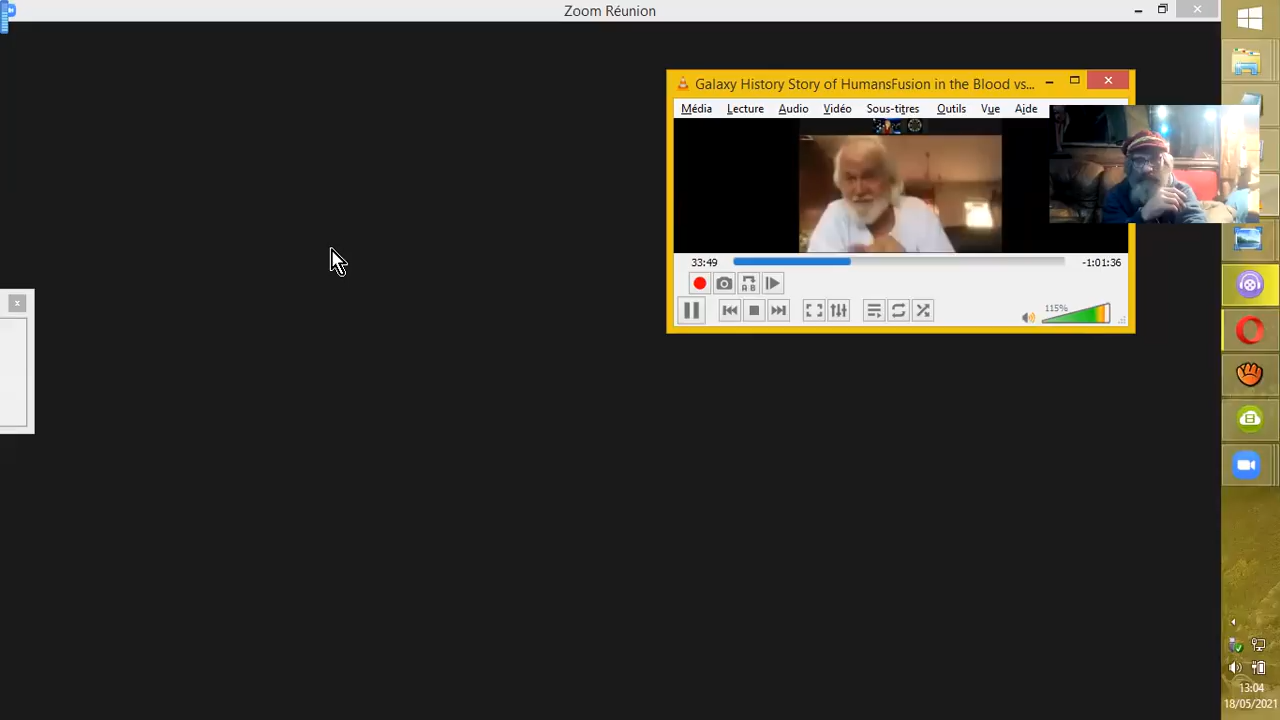 Zoom Réunion
Galaxy History Story of HumansFusion in the Blood vs...
Média Lecture Audio Vidéo Sous-titres Outils Vue Aide
33:49
-1:01:36
A B
115%
x
13:04
18/05/2021